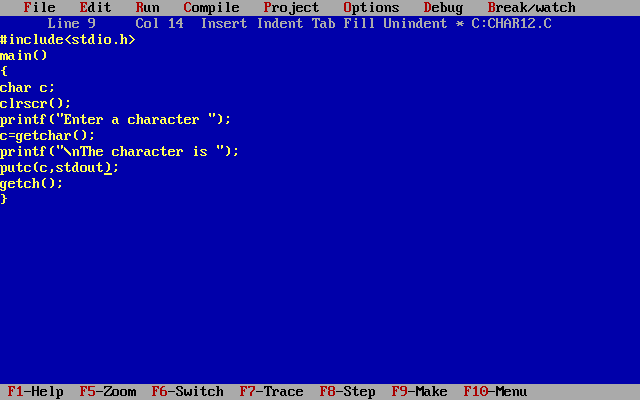 File Edit Run Compile Project Options Debug Break/watch
Line 9 Col 14 Insert Indent Tab Fill Unindent * C:CHAR12.C
#include<stdio.h>
main()
{
char c;
clrscr();
printf("Enter a character ");
c=getchar();
printf("\nThe character is ");
putc(c,stdout);
getch();
}
F1-Help F5-Zoom F6-Switch F7-Trace F8-Step F9-Make F10-Menu